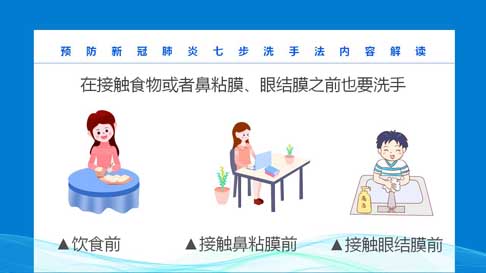 预防新冠肺炎七步洗手法内容解读
在接触食物或者鼻粘膜、眼结膜之前也要洗手
▲饮食前 ▲接触鼻粘膜前 ▲接触眼结膜前